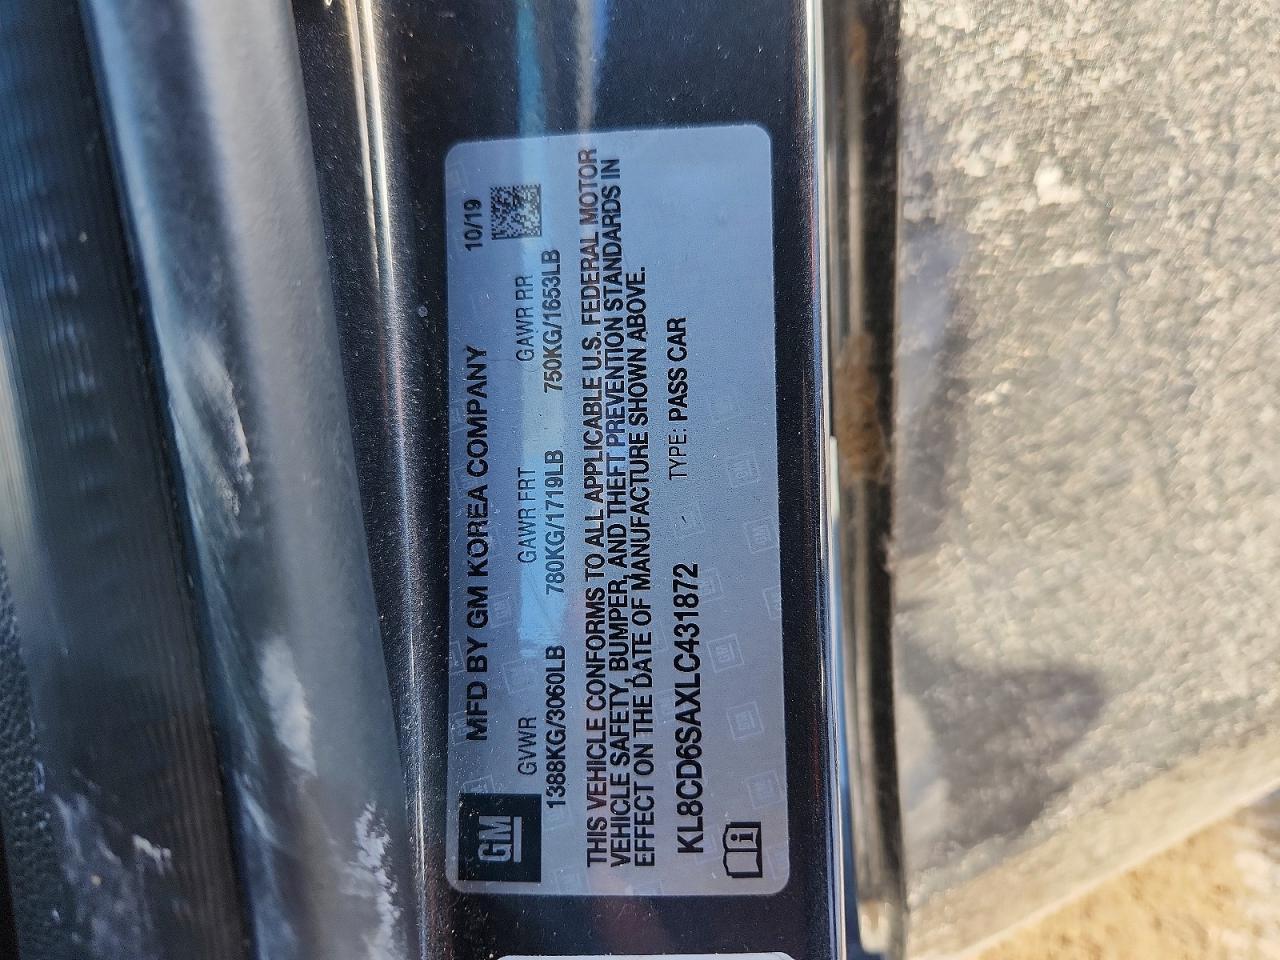 GM
MFD BY GM KOREA COMPANY 10/19
GVWR GAWR FRT GAWR RR
1388KG/3060LB 780KG/1719LB 750KG/1653LB
THIS VEHICLE CONFORMS TO ALL APPLICABLE U.S. FEDERAL MOTOR
VEHICLE SAFETY, BUMPER, AND THEFT PREVENTION STANDARDS IN
EFFECT ON THE DATE OF MANUFACTURE SHOWN ABOVE.
KL8CD6SAXLC431872 TYPE: PASS CAR